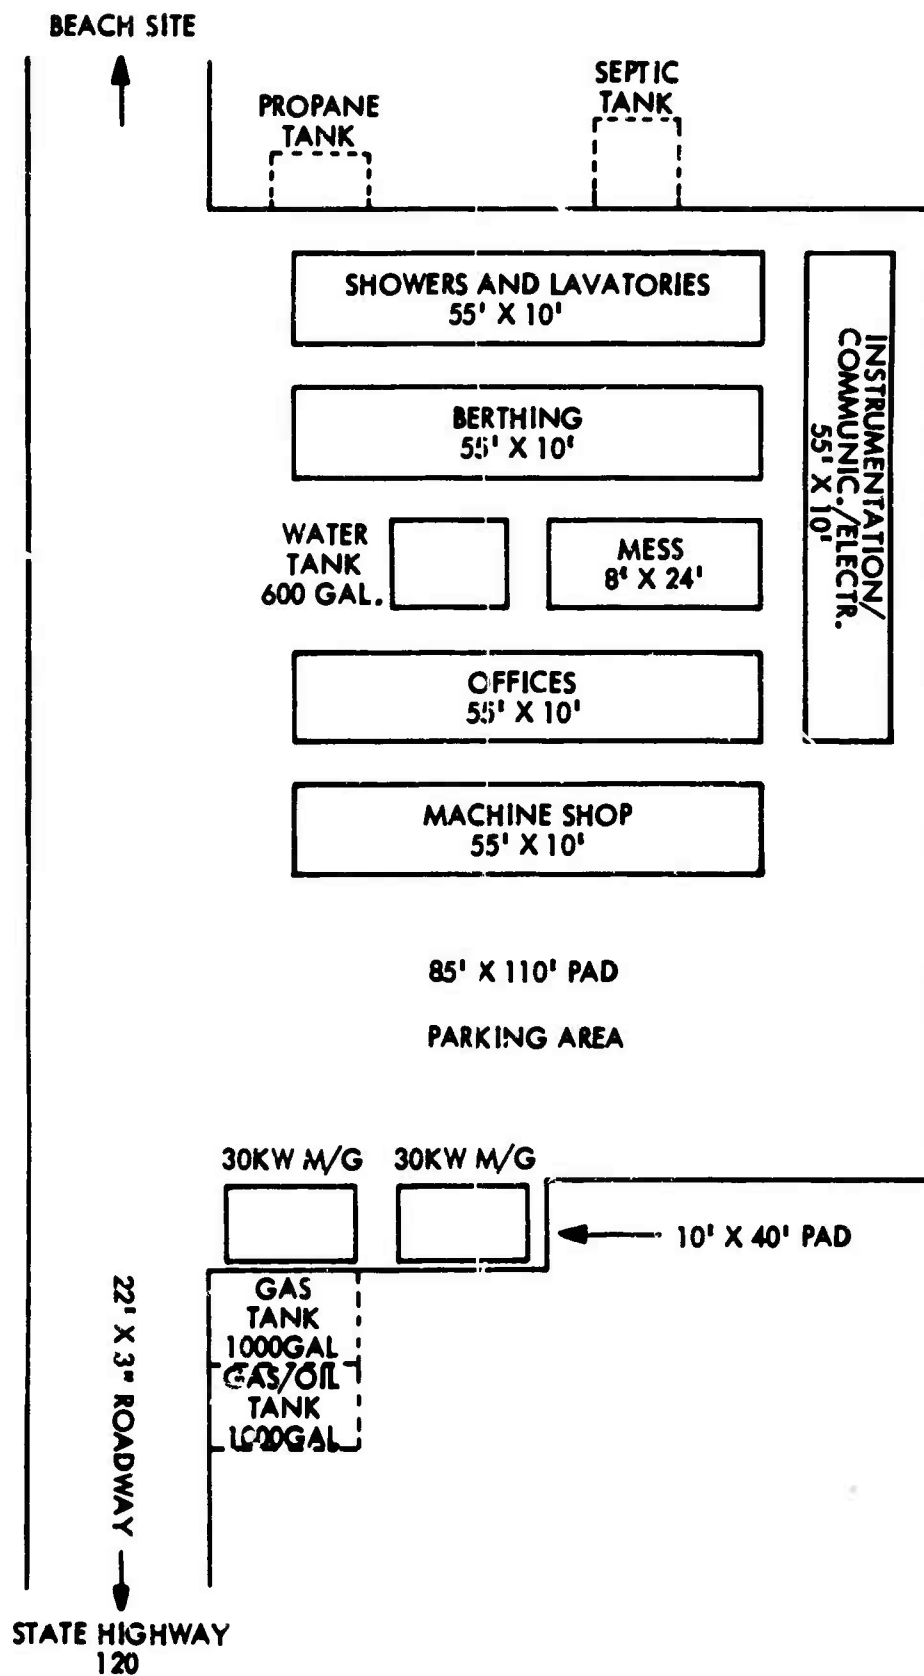 BEACH SITE
PROPANE
TANK
SEPTIC
TANK
SHOWERS AND LAVATORIES
55' X 10'
BERTHING
55' X 10'
INSTRUMENTATION/
COMMUNIC./ELECTR.
55' X 10'
WATER
TANK
600 GAL.
MESS
8' X 24'
OFFICES
55' X 10'
MACHINE SHOP
55' X 10'
85' X 110' PAD
PARKING AREA
30KW M/G
30KW M/G
10' X 40' PAD
GAS
TANK
1000GAL
GAS/OIL
TANK
1000GAL
22' X 3" ROADWAY
STATE HIGHWAY
120